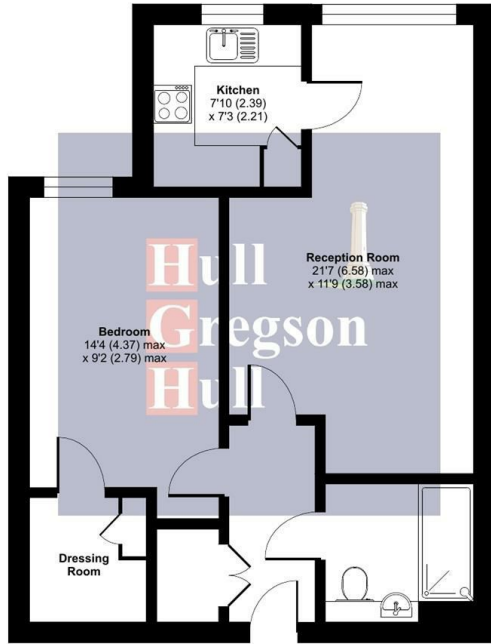 Kitchen
7'10 (2.39)
x 7'3 (2.21)
Reception Room
21'7 (6.58) max
x 11'9 (3.58) max
Hull
Gregson
Hull
Bedroom
14'4 (4.37) max
x 9'2 (2.79) max
Dressing
Room